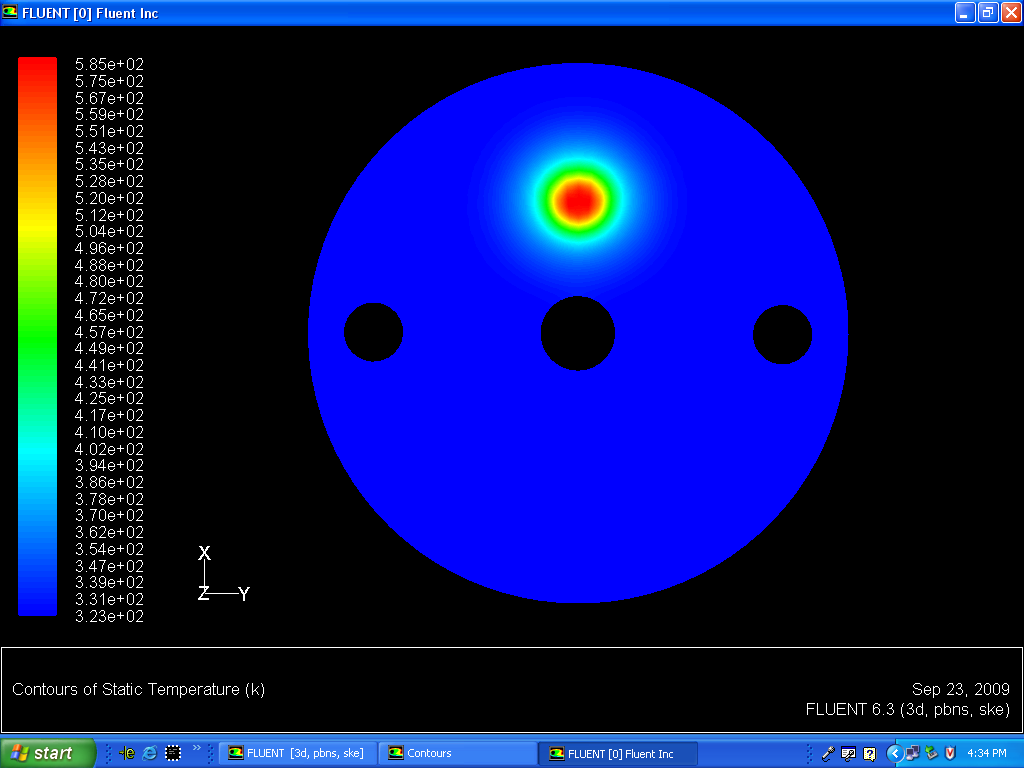 FLUENT [0] Fluent Inc
5.85e+02
5.75e+02
5.67e+02
5.59e+02
5.51e+02
5.43e+02
5.35e+02
5.28e+02
5.20e+02
5.12e+02
5.04e+02
4.96e+02
4.88e+02
4.80e+02
4.72e+02
4.65e+02
4.57e+02
4.49e+02
4.41e+02
4.33e+02
4.25e+02
4.17e+02
4.10e+02
4.02e+02
3.94e+02
3.86e+02
3.78e+02
3.70e+02
3.62e+02
3.54e+02
3.47e+02
3.39e+02
3.31e+02
3.23e+02
X
Z Y
Contours of Static Temperature (k)
Sep 23, 2009
FLUENT 6.3 (3d, pbns, ske)
start
FLUENT [3d, pbns, ske]
Contours
FLUENT [0] Fluent Inc
4:34 PM